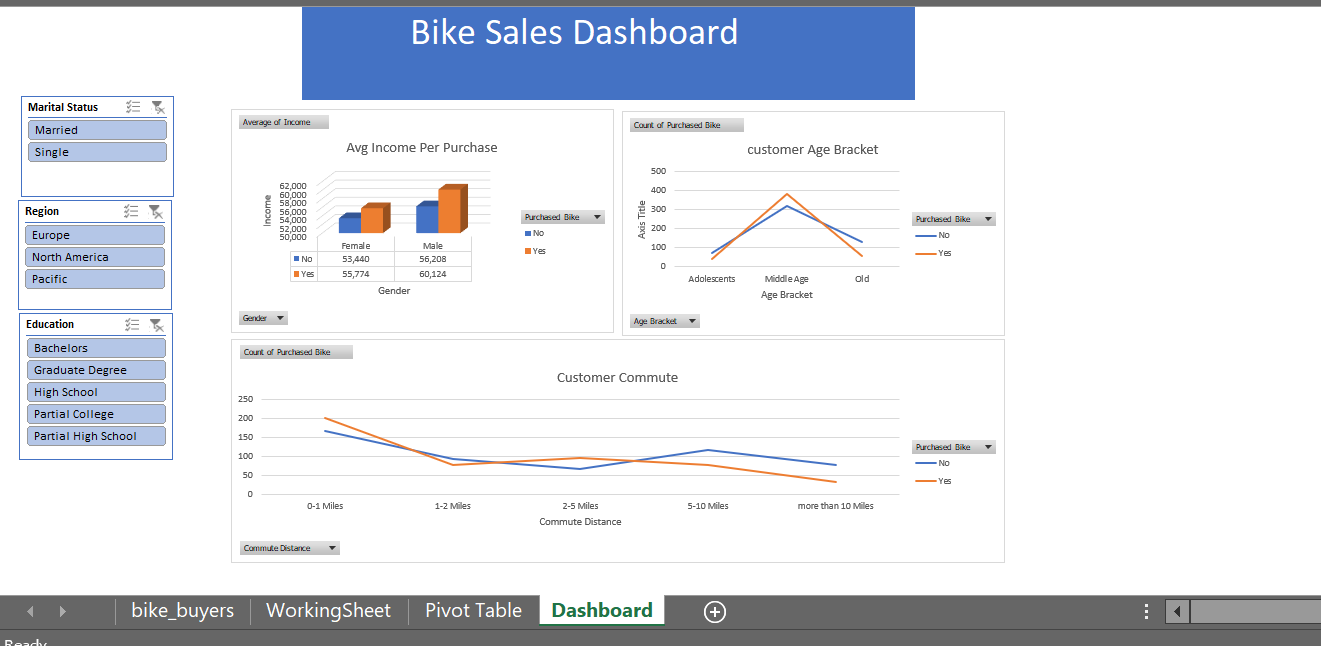 Bike Sales Dashboard
Marital Status
Married
Single
Region
Europe
North America
Pacific
Education
Bachelors
Graduate Degree
High School
Partial College
Partial High School
Average of Income
Avg Income Per Purchase
Income
62,000
60,000
58,000
56,000
54,000
52,000
50,000
Female Male
No 53,440 56,208
Yes 55,774 60,124
Gender
Purchased Bike
No
Yes
Gender
Count of Purchased Bike
customer Age Bracket
Axis Title
500
400
300
200
100
0
Adolescents Middle Age Old
Age Bracket
Purchased Bike
No
Yes
Age Bracket
Count of Purchased Bike
Customer Commute
250
200
150
100
50
0
0-1 Miles 1-2 Miles 2-5 Miles 5-10 Miles more than 10 Miles
Commute Distance
Purchased Bike
No
Yes
Commute Distance
bike_buyers WorkingSheet Pivot Table Dashboard
Ready